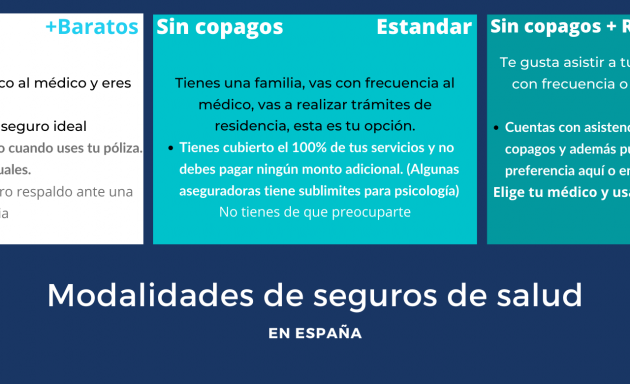 +Baratos
co al médico y eres
seguro ideal
o cuando uses tu póliza.
uales.
ro respaldo ante una
ia
Sin copagos Estandar
Tienes una familia, vas con frecuencia al
médico, vas a realizar trámites de
residencia, esta es tu opción.
• Tienes cubierto el 100% de tus servicios y no
debes pagar ningún monto adicional. (Algunas
aseguradoras tiene sublimites para psicología)
No tienes de que preocuparte
Sin copagos + R
Te gusta asistir a tu
con frecuencia o
• Cuentas con asistenc
copagos y además pu
preferencia aquí o en
Elige tu médico y usa
Modalidades de seguros de salud
EN ESPAÑA